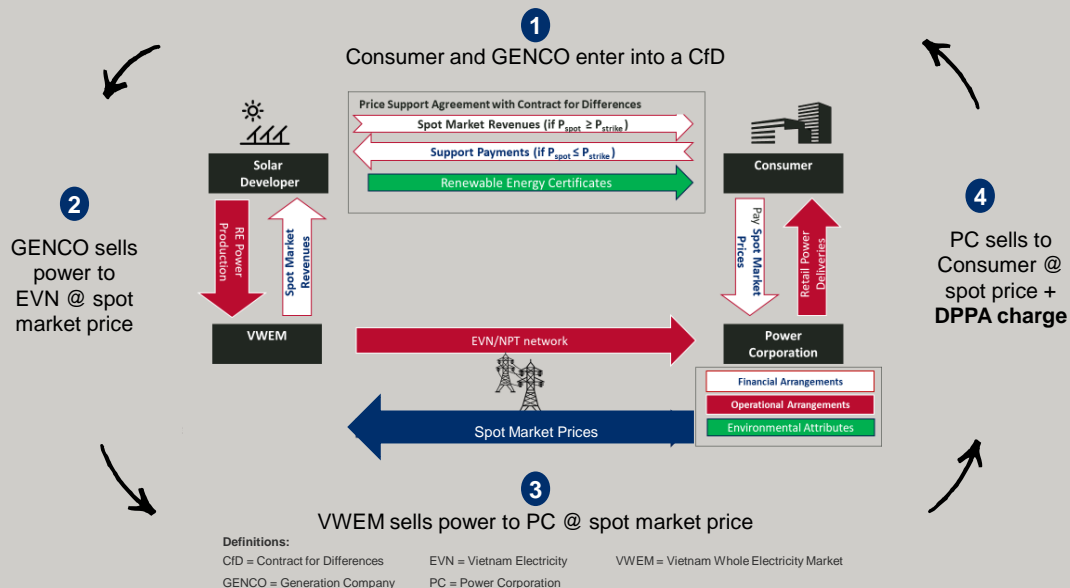 1
Consumer and GENCO enter into a CfD
Price Support Agreement with Contract for Differences
Spot Market Revenues (if P_spot ≥ P_strike)
Support Payments (if P_spot ≤ P_strike)
Renewable Energy Certificates
Solar
Developer
Consumer
2
GENCO sells
power to
EVN @ spot
market price
RE Power
Production
Spot Market
Revenues
Pay Spot Market
Prices
Retail Power
Deliveries
4
PC sells to
Consumer @
spot price +
DPPA charge
VWEM
EVN/NPT network
Power
Corporation
Financial Arrangements
Operational Arrangements
Environmental Attributes
Spot Market Prices
3
VWEM sells power to PC @ spot market price
Definitions:
CfD = Contract for Differences
EVN = Vietnam Electricity
VWEM = Vietnam Whole Electricity Market
GENCO = Generation Company
PC = Power Corporation